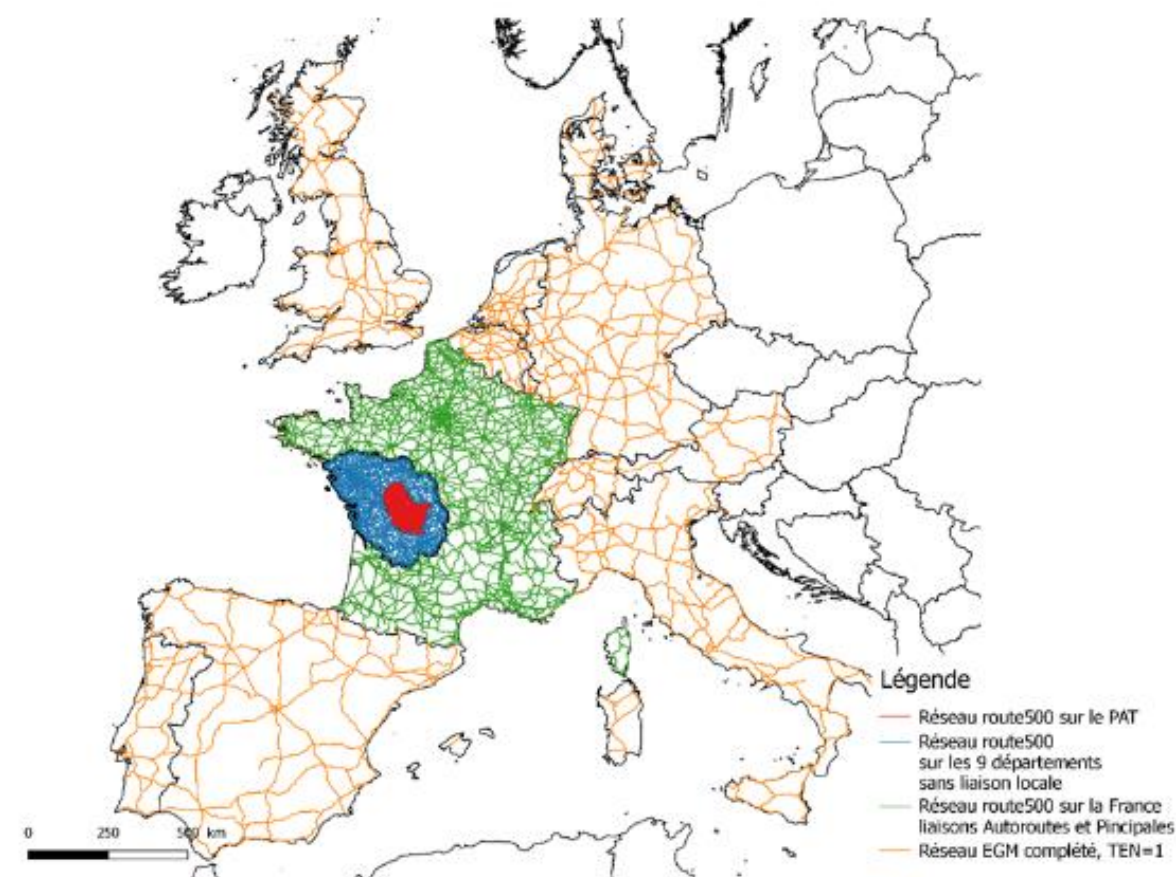 Légende
Réseau route500 sur le PAT
Réseau route500
sur les 9 départements
sans liaison locale
Réseau route500 sur la France
liaisons Autoroutes et Pincipales
Réseau EGM complété, TEN=1
0 250 500 km